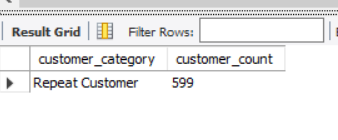 Result Grid Filter Rows:
customer_category customer_count
Repeat Customer 599